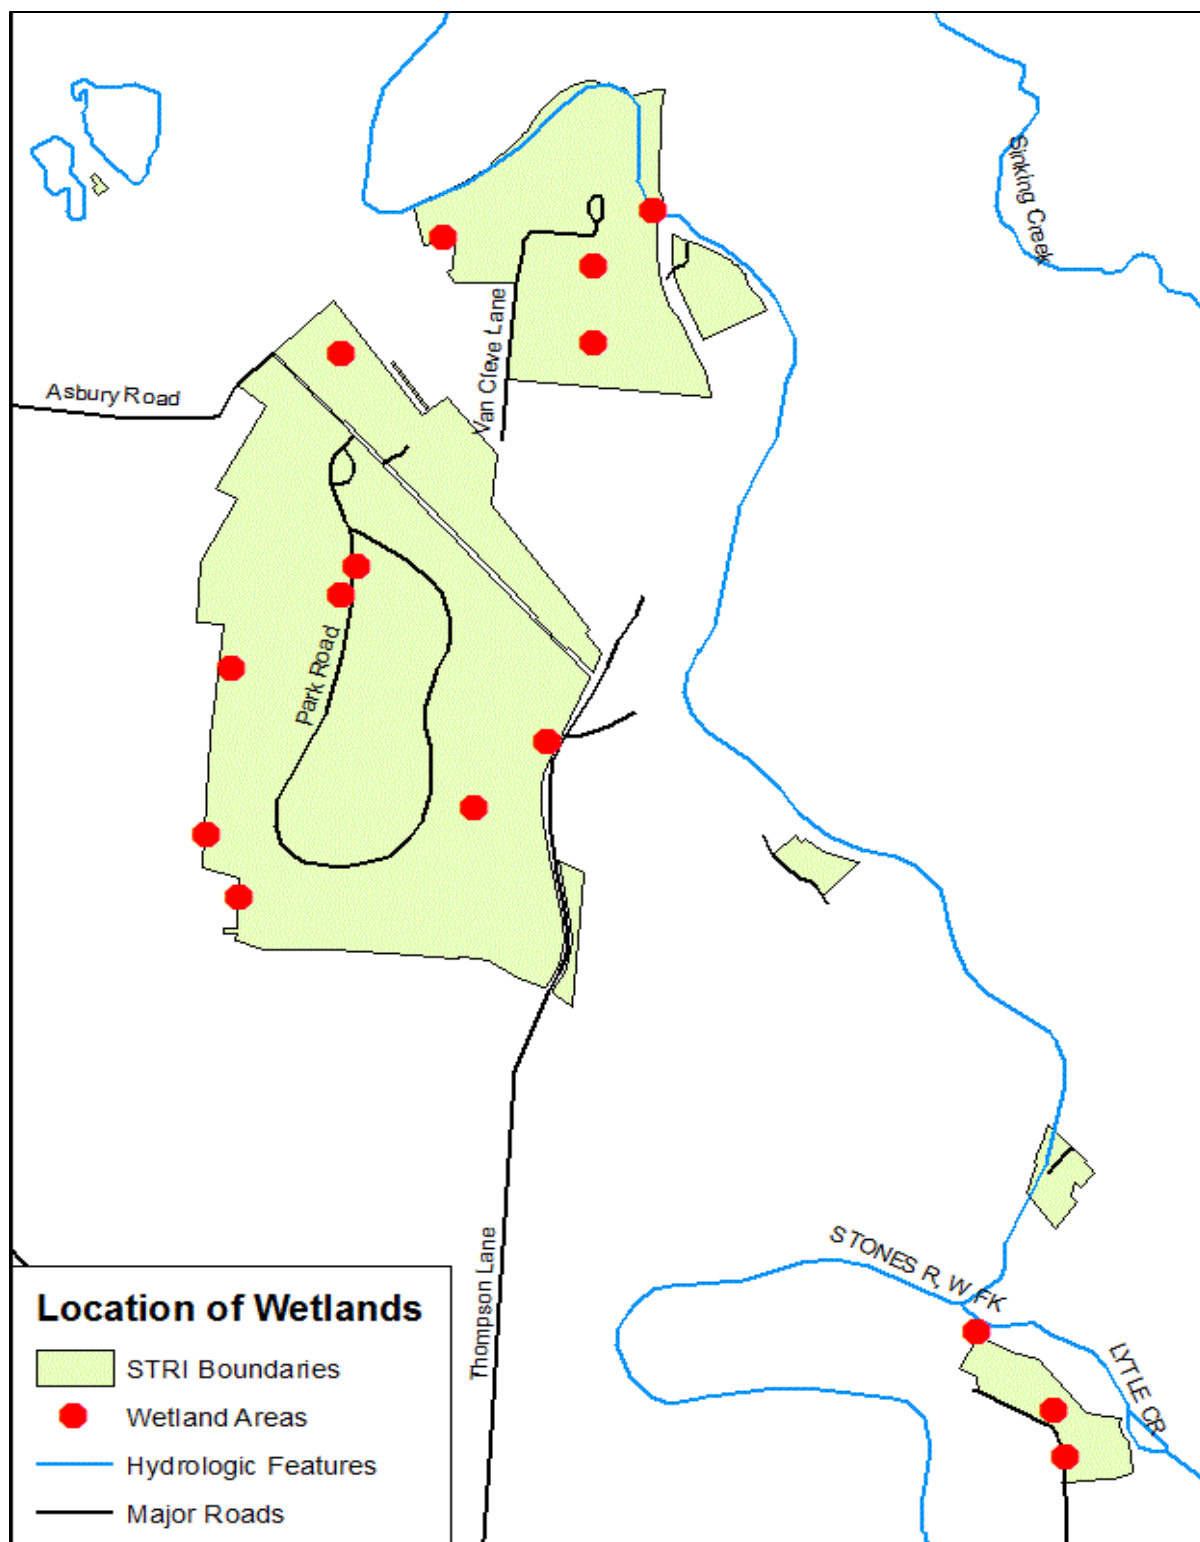 Sinking Creek
Van Cleve Lane
Asbury Road
Park Road
STONES R, W FK
Thompson Lane
LYTLE CR
Location of Wetlands
STRI Boundaries
Wetland Areas
Hydrologic Features
Major Roads